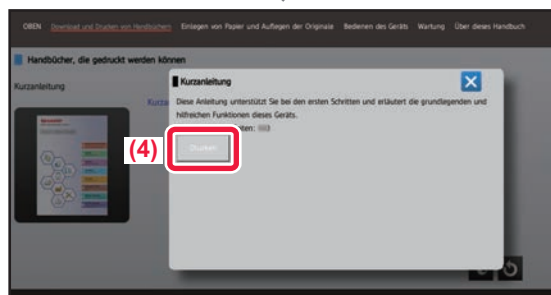 OBEN Download und Drucken von Handbüchern Einlegen von Papier und Auflegen der Originale Bedienen des Geräts Wartung Über dieses Handbuch
Handbücher, die gedruckt werden können
Kurzanleitung
Kurzanleitung
Diese Anleitung unterstützt Sie bei den ersten Schritten und erläutert die grundlegenden und
hilfreichen Funktionen dieses Geräts.
(4)
Drucken